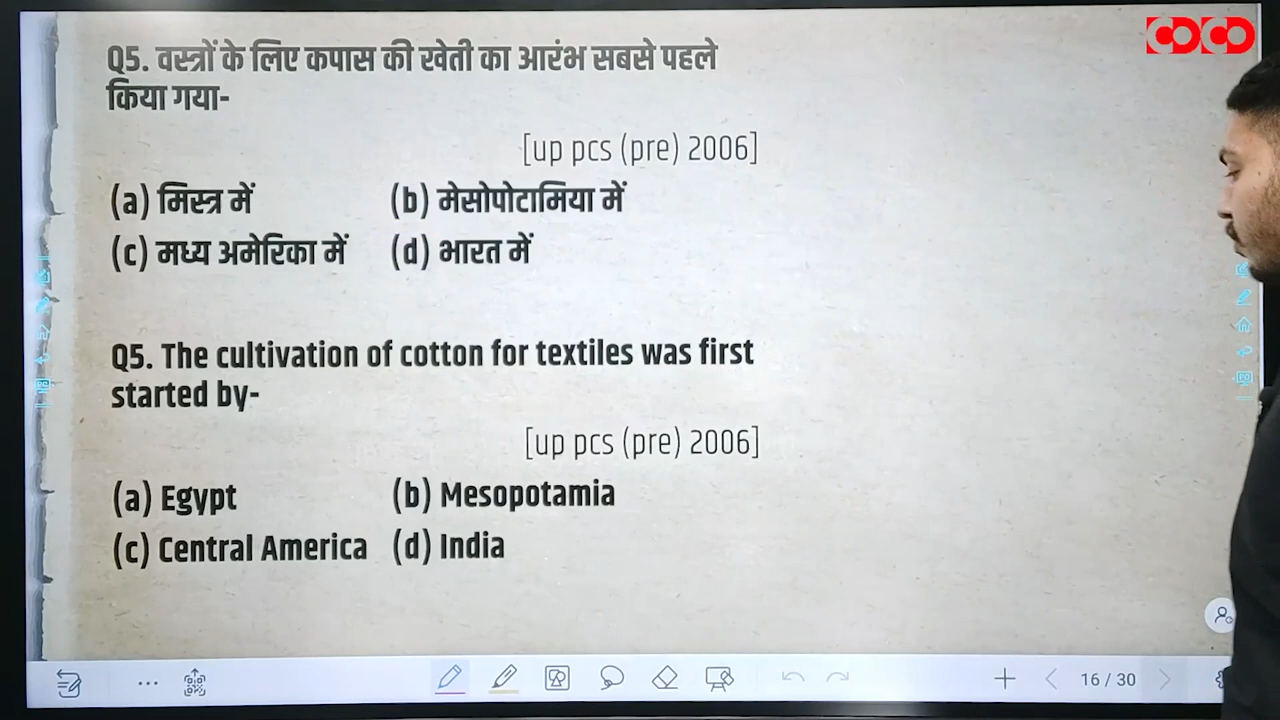 COCO
Q5. वस्त्रों के लिए कपास की खेती का आरंभ सबसे पहले
किया गया-
[up pcs (pre) 2006]
(a) मिस्त्र में (b) मेसोपोटामिया में
(c) मध्य अमेरिका में (d) भारत में
Q5. The cultivation of cotton for textiles was first
started by-
[up pcs (pre) 2006]
(a) Egypt (b) Mesopotamia
(c) Central America (d) India
16 / 30